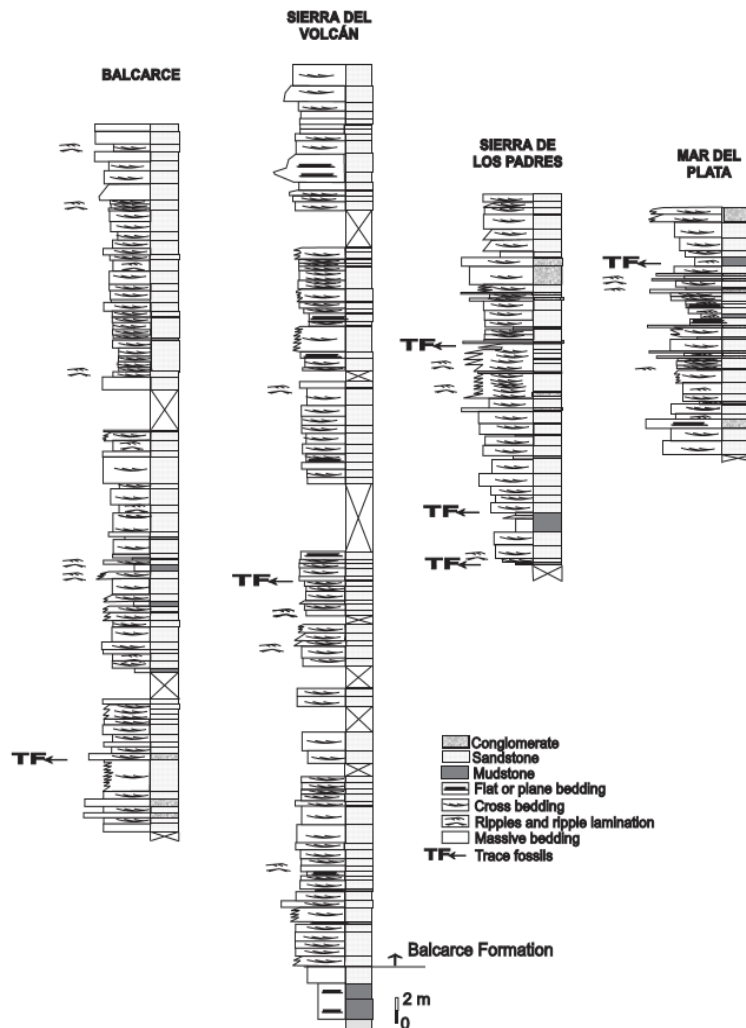 SIERRA DEL
VOLCÁN
BALCARCE
SIERRA DE
LOS PADRES
MAR DEL
PLATA
TF
TF
TF
TF
TF
TF
Conglomerate
Sandstone
Mudstone
Flat or plane bedding
Cross bedding
Ripples and ripple lamination
Massive bedding
TF Trace fossils
Balcarce Formation
2 m
0